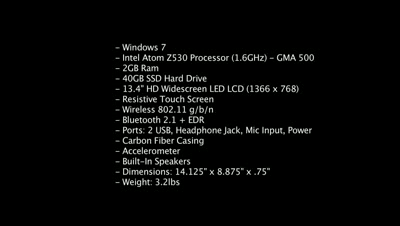 - Windows 7
- Intel Atom Z530 Processor (1.6GHz) - GMA 500
- 2GB Ram
- 40GB SSD Hard Drive
- 13.4" HD Widescreen LED LCD (1366 x 768)
- Resistive Touch Screen
- Wireless 802.11 g/b/n
- Bluetooth 2.1 + EDR
- Ports: 2 USB, Headphone Jack, Mic Input, Power
- Carbon Fiber Casing
- Accelerometer
- Built-In Speakers
- Dimensions: 14.125" x 8.875" x .75"
- Weight: 3.2lbs